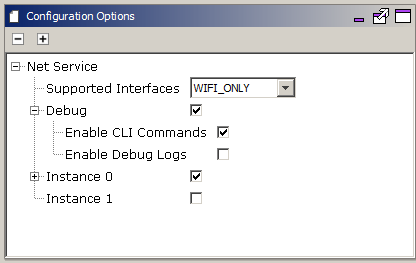 Configuration Options
Net Service
Supported Interfaces WIFI_ONLY
Debug
Enable CLI Commands
Enable Debug Logs
Instance 0
Instance 1